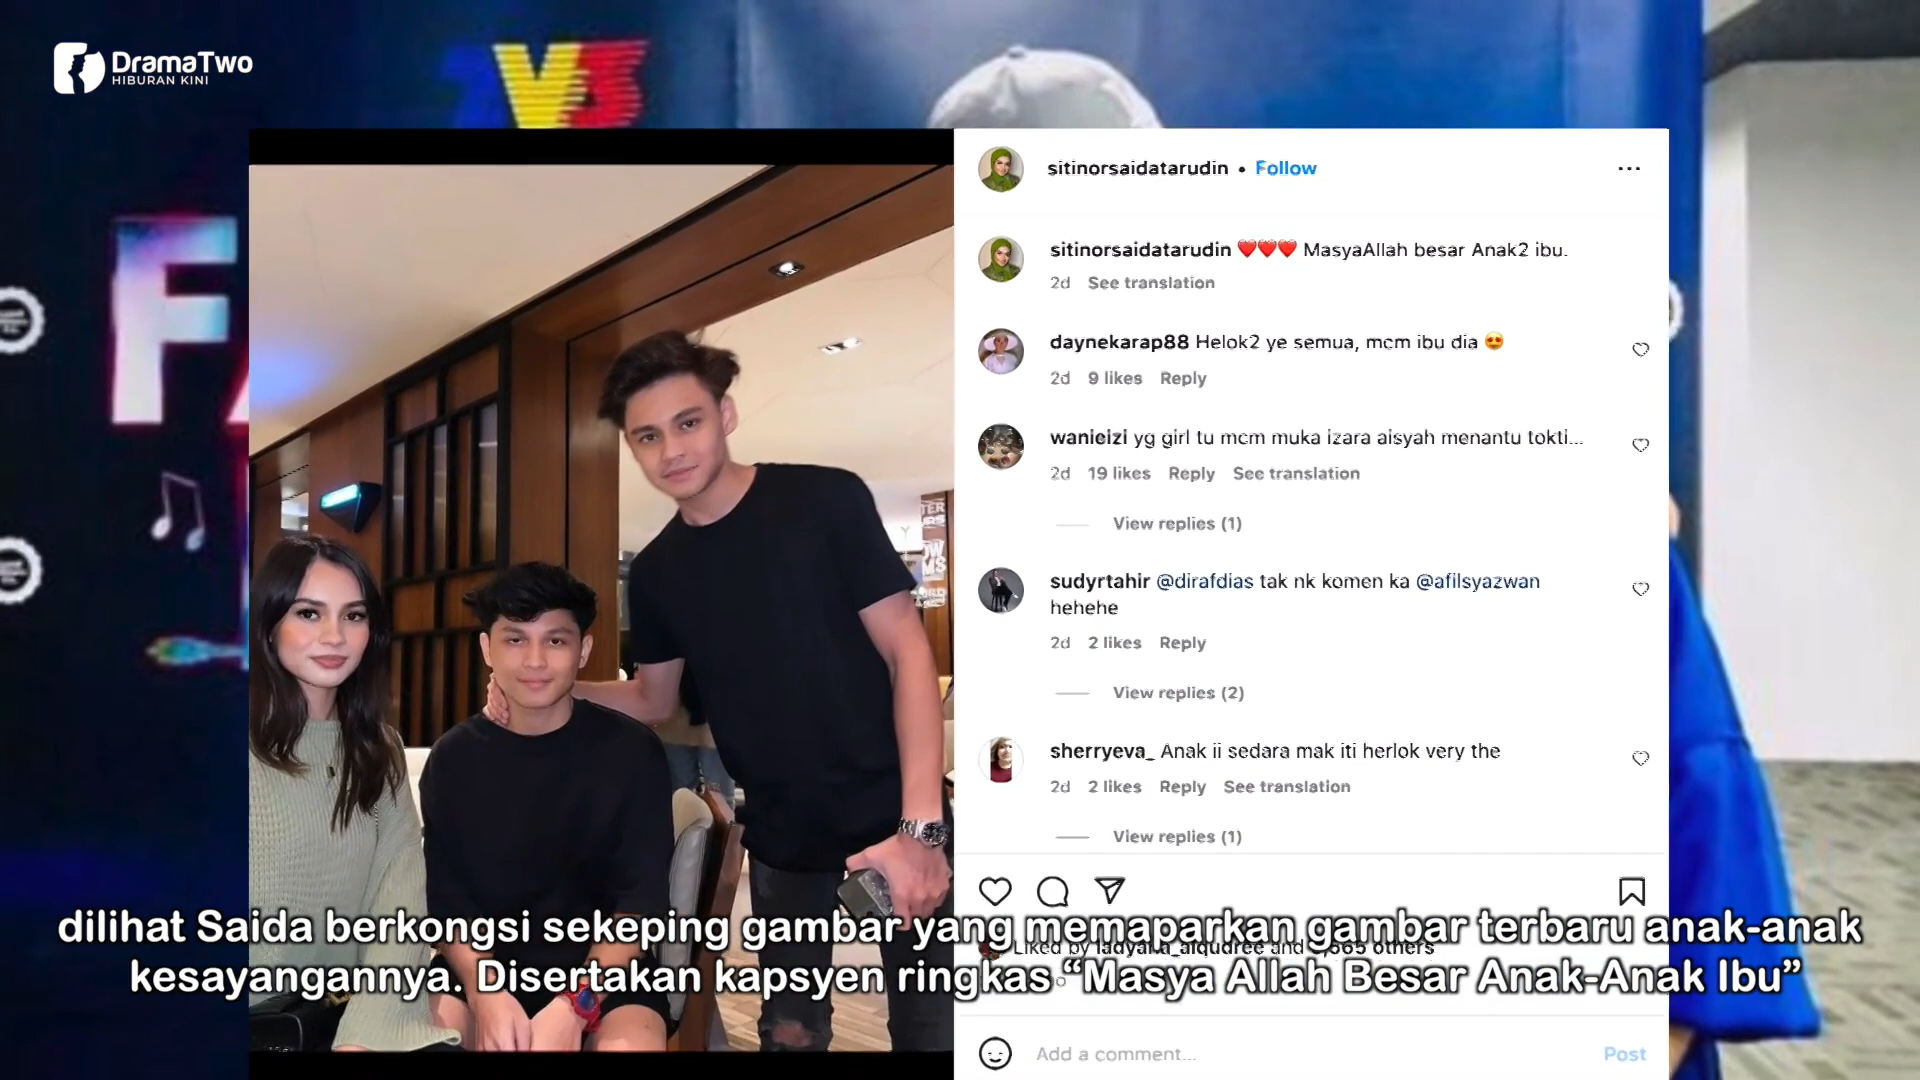 DramaTwo
HIBURAN KINI
sitinorsaidatarudin • Follow
sitinorsaidatarudin ❤️❤️❤️ MasyaAllah besar Anak2 ibu.
2d See translation
daynekarap88 Helok2 ye semua, mcm ibu dia 😍
2d 9 likes Reply
wanieizi yg girl tu mcm muka izara aisyah menantu tokti...
2d 19 likes Reply See translation
View replies (1)
sudyrtahir @dirafdias tak nk komen ka @afilsyazwan
hehehe
2d 2 likes Reply
View replies (2)
sherryeva_ Anak ii sedara mak iti herlok very the
2d 2 likes Reply See translation
View replies (1)
Liked by and others
dilihat Saida berkongsi sekeping gambar yang memaparkan gambar terbaru anak-anak
kesayangannya. Disertakan kapsyen ringkas “Masya Allah Besar Anak-Anak Ibu”
Add a comment...
Post